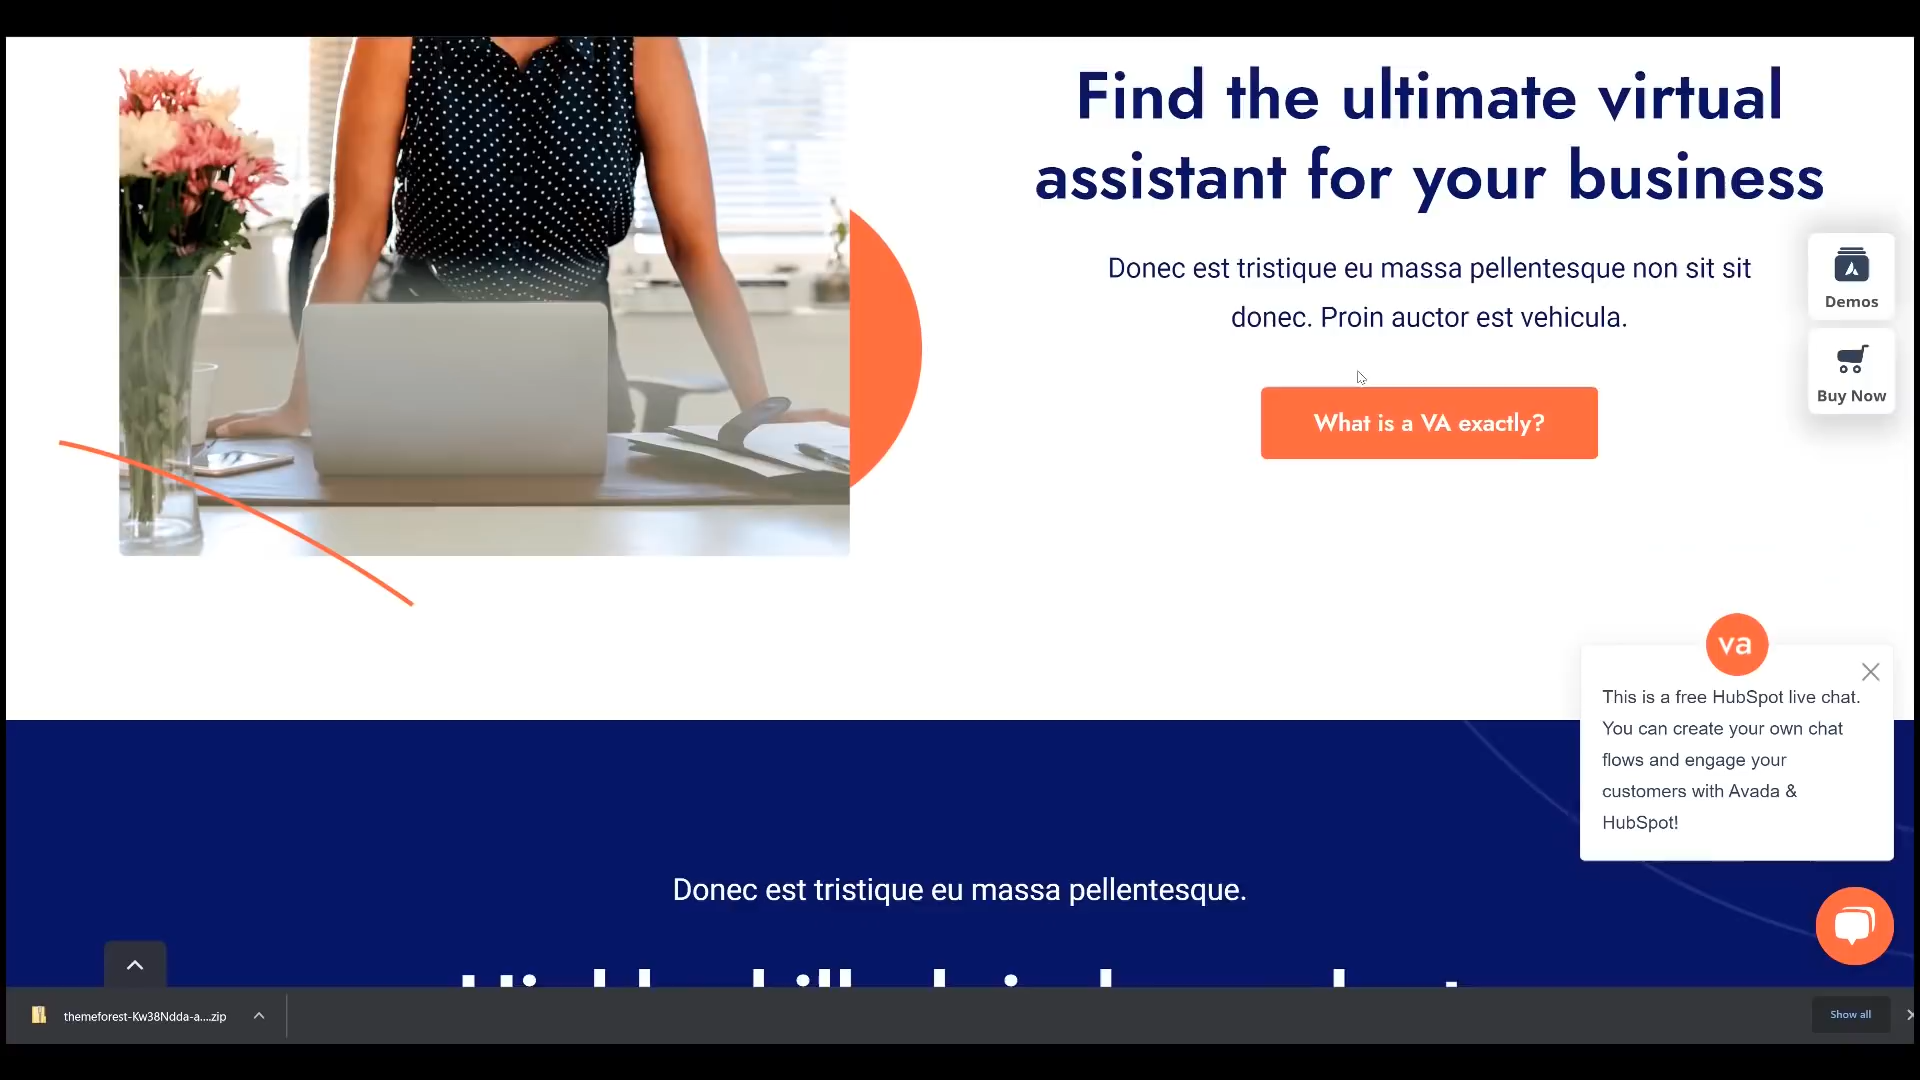 Find the ultimate virtual
assistant for your business
Donec est tristique eu massa pellentesque non sit sit
donec. Proin auctor est vehicula.
What is a VA exactly?
Demos
Buy Now
va
This is a free HubSpot live chat.
You can create your own chat
flows and engage your
customers with Avada &
HubSpot!
Donec est tristique eu massa pellentesque.
themeforest-Kw38Ndda-a....zip
Show all